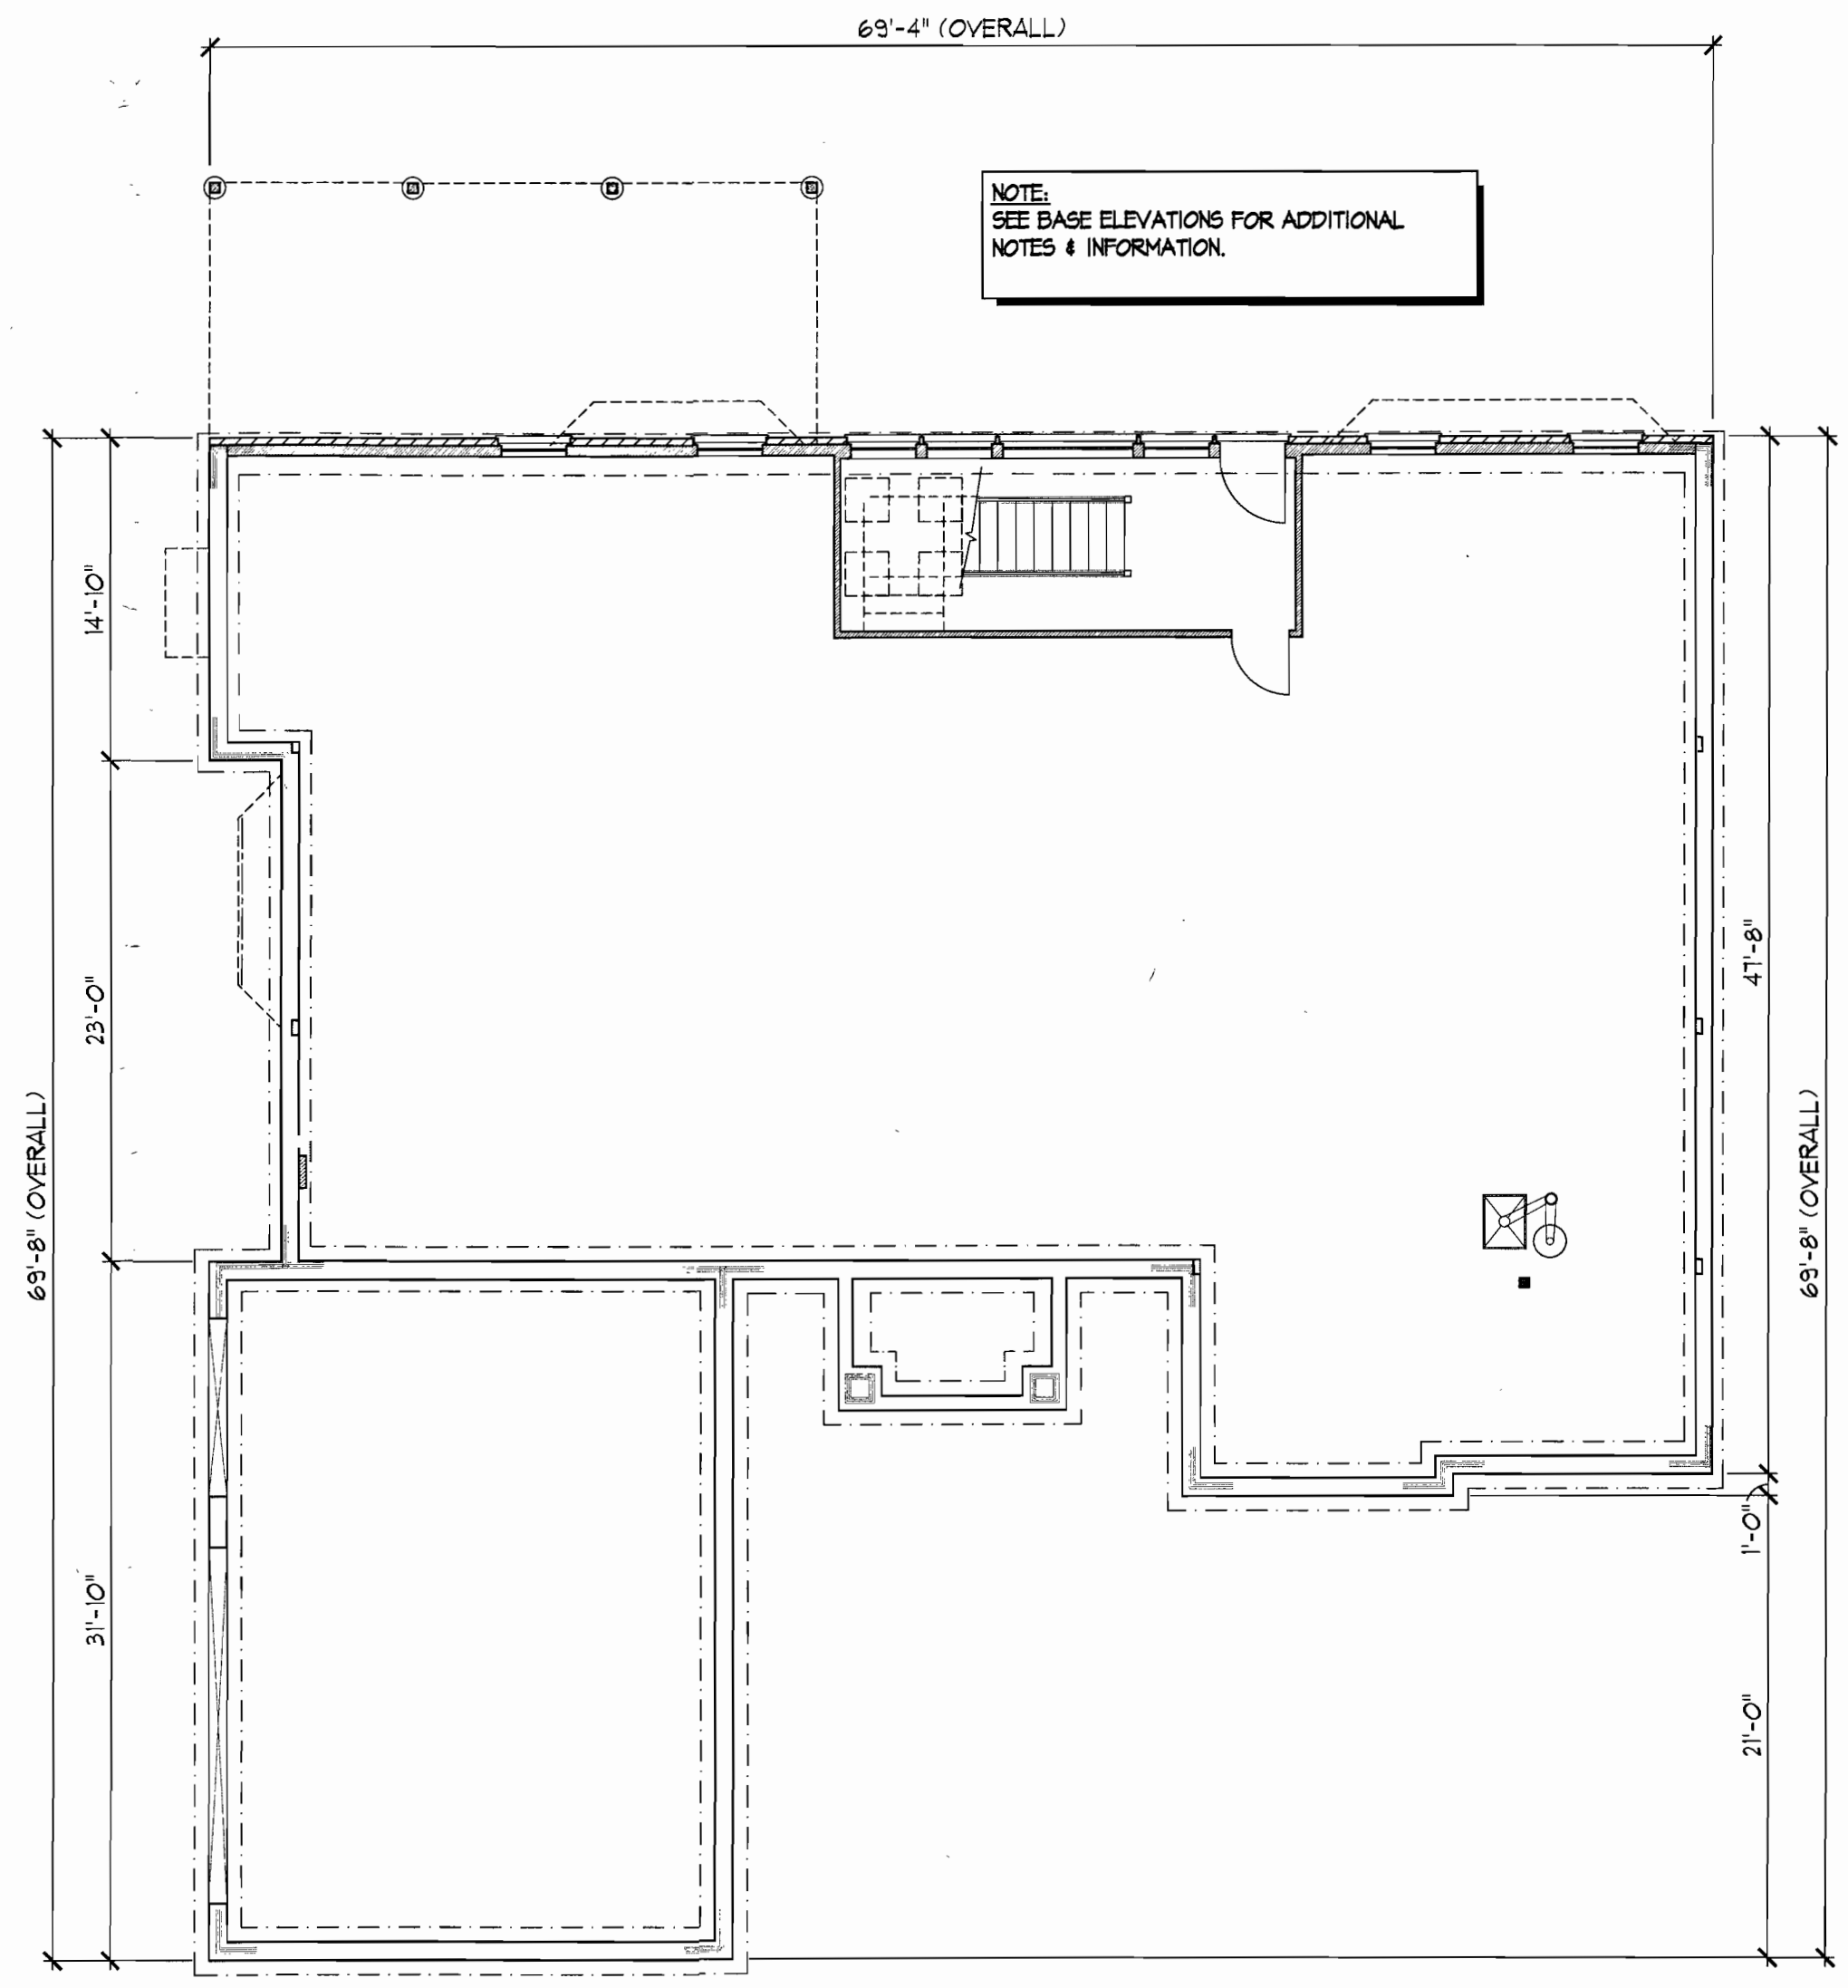 69'-4" (OVERALL)
NOTE:
SEE BASE ELEVATIONS FOR ADDITIONAL
NOTES & INFORMATION.
14'-10"
23'-0"
69'-8" (OVERALL)
31'-10"
47'-8"
69'-8" (OVERALL)
1'-0"
21'-0"